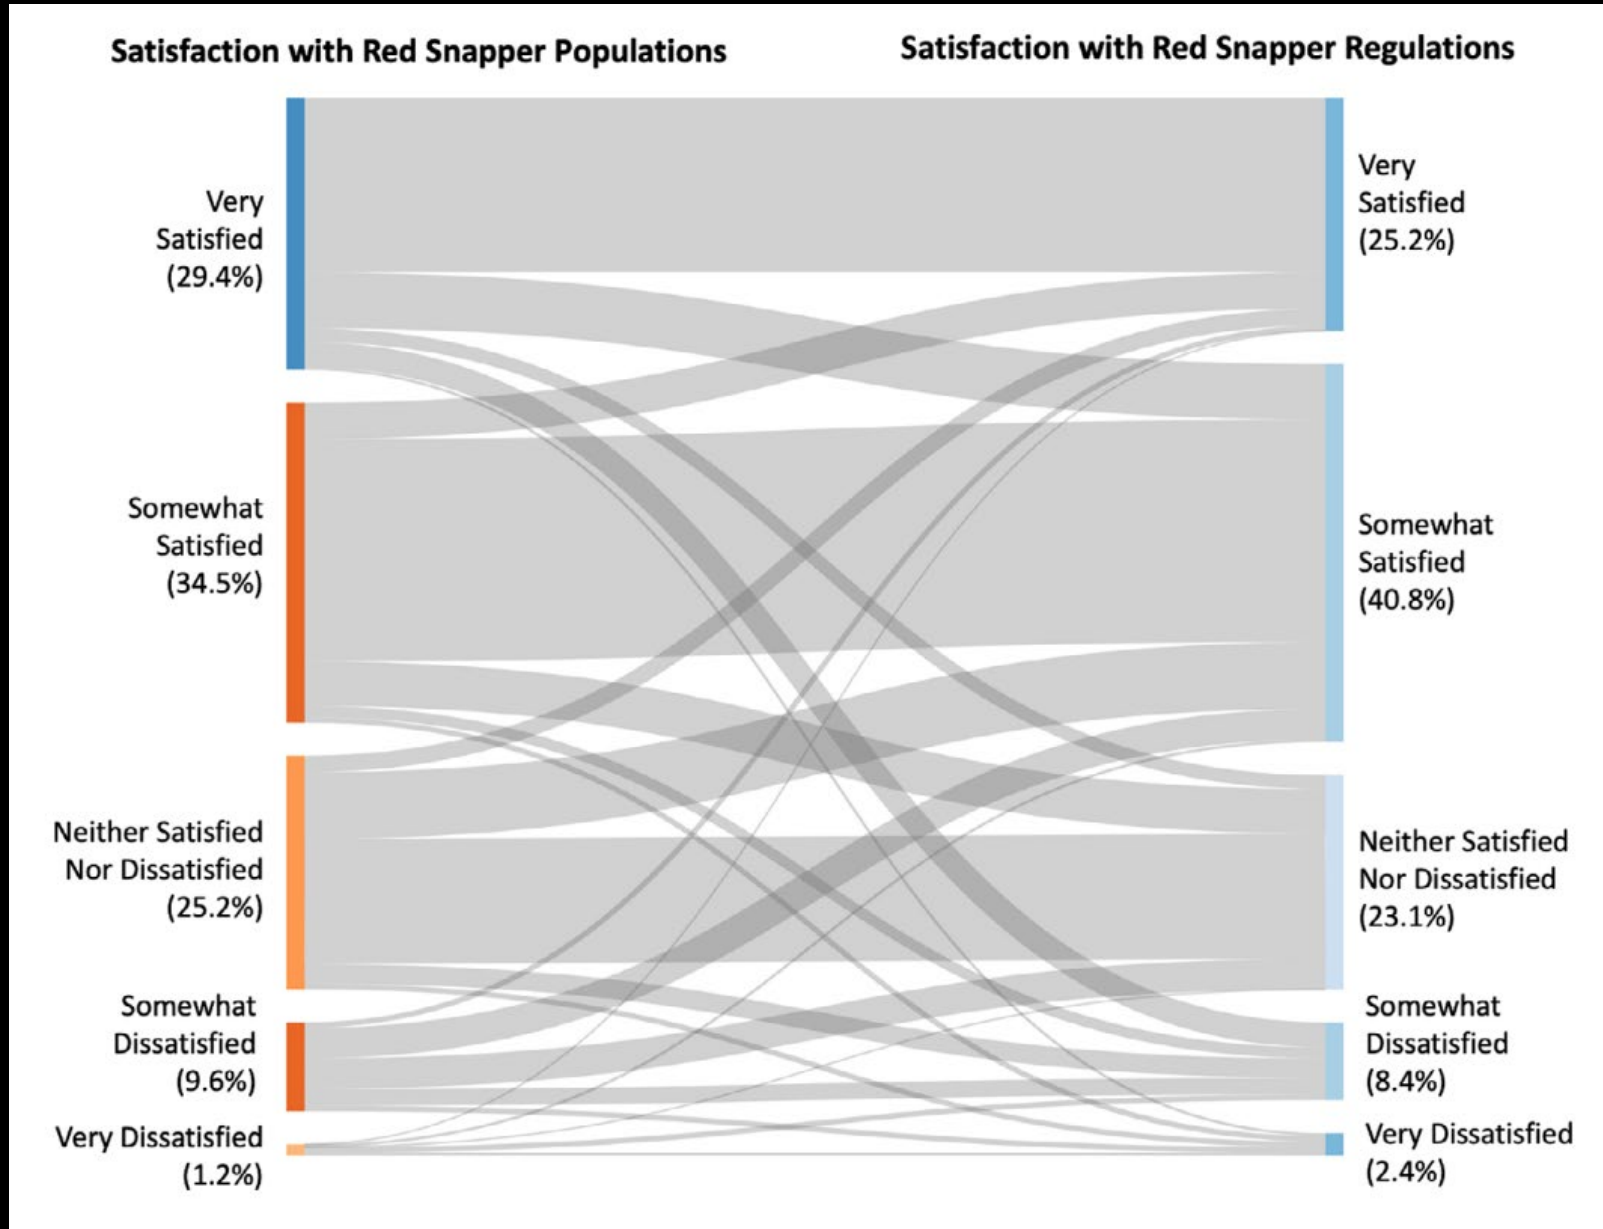 Satisfaction with Red Snapper Populations
Satisfaction with Red Snapper Regulations
Very
Satisfied
(29.4%)
Somewhat
Satisfied
(34.5%)
Neither Satisfied
Nor Dissatisfied
(25.2%)
Somewhat
Dissatisfied
(9.6%)
Very Dissatisfied
(1.2%)
Very
Satisfied
(25.2%)
Somewhat
Satisfied
(40.8%)
Neither Satisfied
Nor Dissatisfied
(23.1%)
Somewhat
Dissatisfied
(8.4%)
Very Dissatisfied
(2.4%)